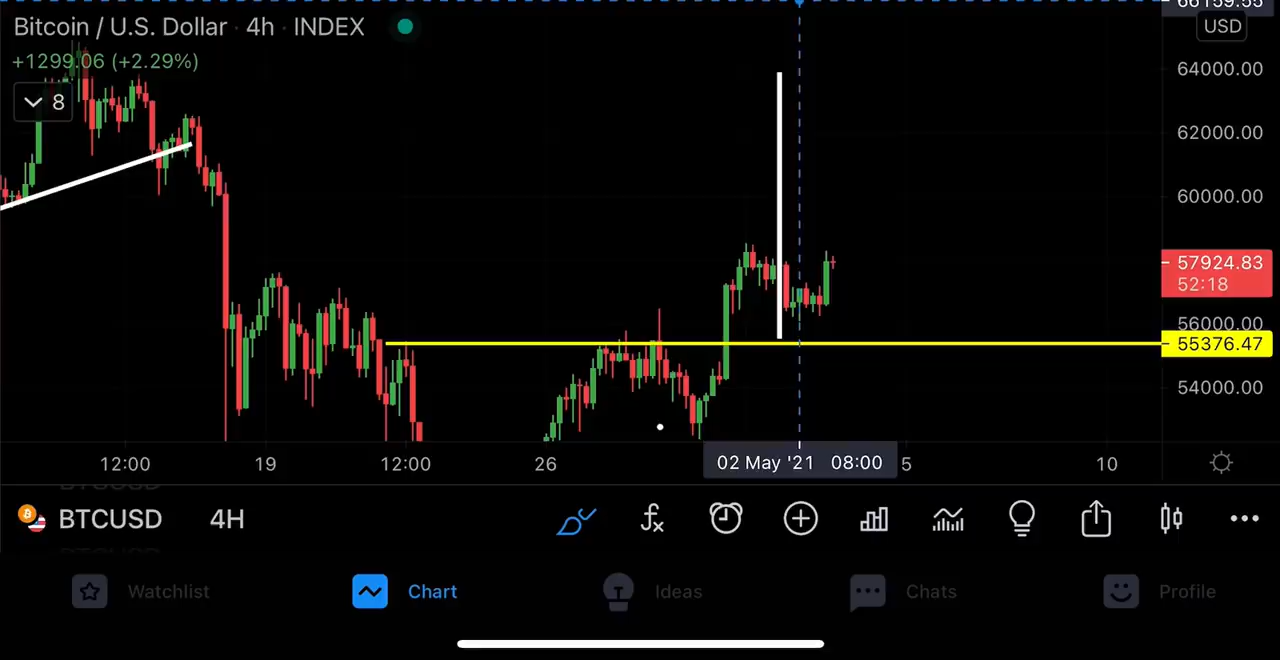 66159.55
Bitcoin / U.S. Dollar · 4h · INDEX
USD
+1299.06 (+2.29%)
64000.00
8
62000.00
60000.00
57924.83
52:18
56000.00
55376.47
54000.00
12:00 19 12:00 26 02 May '21 08:00 5 10
BTCUSD 4H
Watchlist Chart Ideas Chats Profile